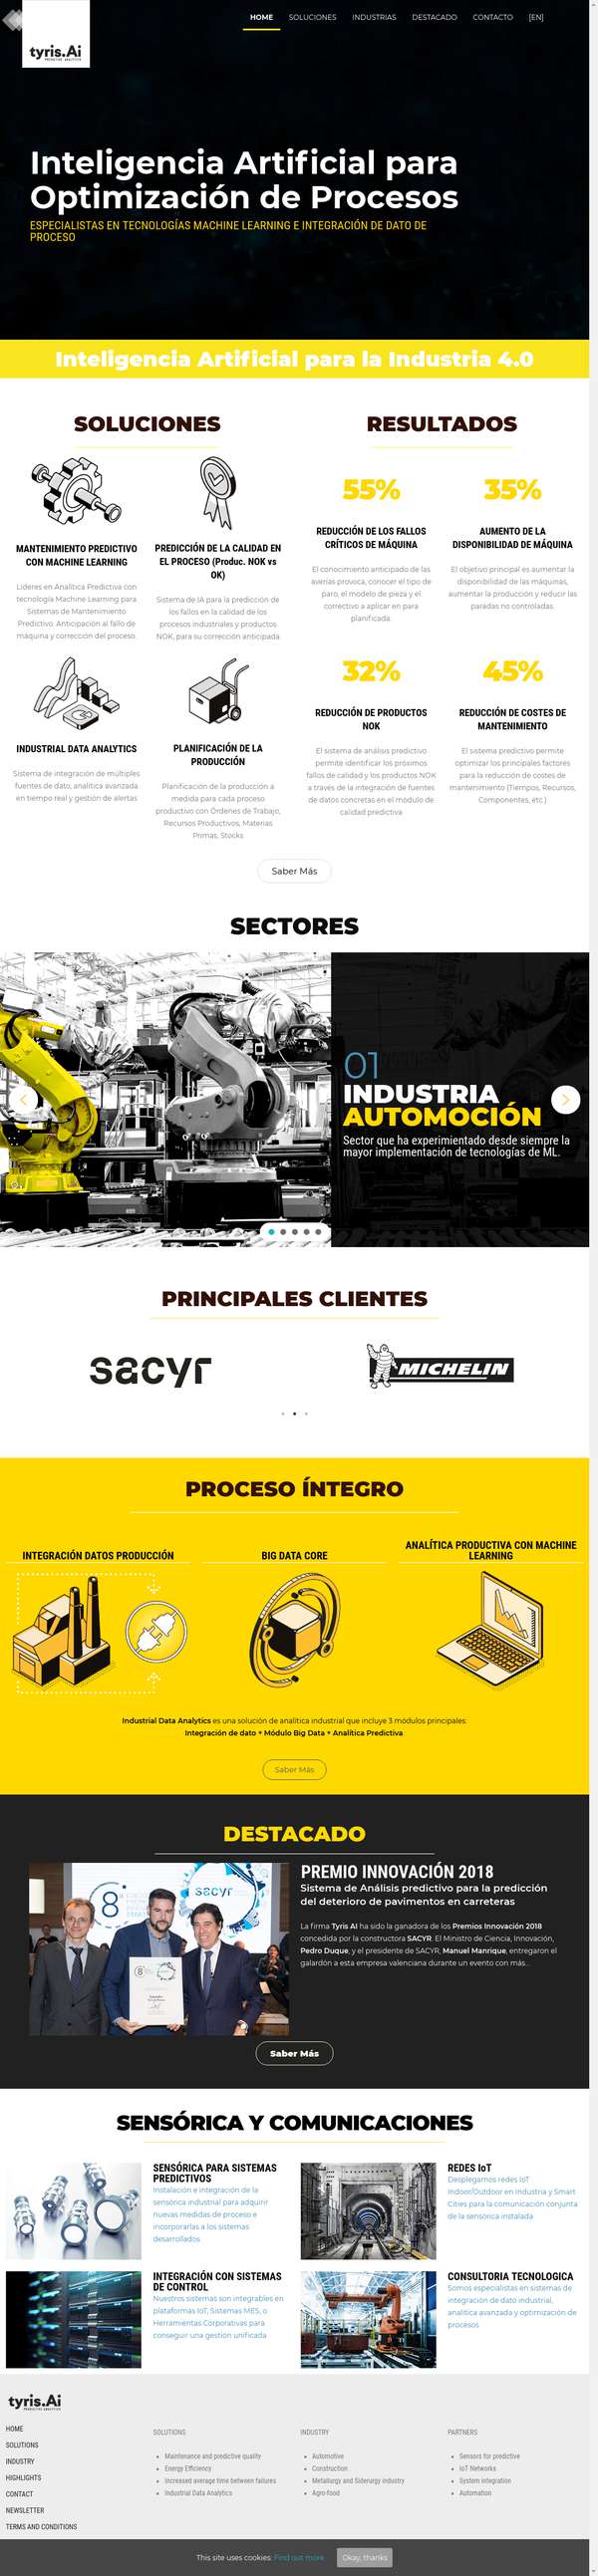 tyris.Ai
HOME SOLUCIONES INDUSTRIAS DESTACADO CONTACTO [EN]
Inteligencia Artificial para
Optimización de Procesos
ESPECIALISTAS EN TECNOLOGÍAS MACHINE LEARNING E INTEGRACIÓN DE DATO DE
PROCESO
Inteligencia Artificial para la Industria 4.0
SOLUCIONES
MANTENIMIENTO PREDICTIVO
CON MACHINE LEARNING
Líderes en Analítica Predictiva con
tecnología Machine Learning para
Sistemas de Mantenimiento
Predictivo. Anticipación al fallo de
máquina y corrección del proceso.
PREDICCIÓN DE LA CALIDAD EN
EL PROCESO (Produc. NOK vs
OK)
Sistema de IA para la predicción de
los fallos en la calidad de los
procesos industriales y productos
NOK, para su corrección anticipada.
INDUSTRIAL DATA ANALYTICS
Sistema de integración de múltiples
fuentes de dato, analítica avanzada
en tiempo real y gestión de alertas
PLANIFICACIÓN DE LA
PRODUCCIÓN
Planificación de la producción a
medida para cada proceso
productivo con Órdenes de Trabajo,
Recursos Productivos, Materias
Primas, Stocks
RESULTADOS
55%
REDUCCIÓN DE LOS FALLOS
CRÍTICOS DE MÁQUINA
El conocimiento anticipado de las
averías provoca, conocer el tipo de
paro, el modelo de pieza y el
correctivo a aplicar en para
planificada.
35%
AUMENTO DE LA
DISPONIBILIDAD DE MÁQUINA
El objetivo principal es aumentar la
disponibilidad de las máquinas,
aumentar la producción y reducir las
paradas no controladas.
32%
REDUCCIÓN DE PRODUCTOS
NOK
El sistema de análisis predictivo
permite identificar los próximos
fallos de calidad y los productos NOK
a través de la integración de fuentes
de datos concretas en el módulo de
calidad predictiva
45%
REDUCCIÓN DE COSTES DE
MANTENIMIENTO
El sistema predictivo permite
optimizar los principales factores
para la reducción de costes de
mantenimiento (Tiempos, Recursos,
Componentes, etc.)
Saber Más
SECTORES
01
INDUSTRIA
AUTOMOCIÓN
Sector que ha experimentado desde siempre la
mayor implementación de tecnologías de ML.
PRINCIPALES CLIENTES
sacyr
MICHELIN
PROCESO ÍNTEGRO
INTEGRACIÓN DATOS PRODUCCIÓN
BIG DATA CORE
ANALÍTICA PRODUCTIVA CON MACHINE
LEARNING
Industrial Data Analytics es una solución de analítica industrial que incluye 3 módulos principales:
Integración de dato + Módulo Big Data + Analítica Predictiva
Saber Más
DESTACADO
sacyr
PREMIO INNOVACIÓN 2018
Sistema de Análisis predictivo para la predicción
del deterioro de pavimentos en carreteras
La firma Tyris AI ha sido la ganadora de los Premios Innovación 2018
concedida por la constructora SACYR. El Ministro de Ciencia, Innovación,
Pedro Duque, y el presidente de SACYR, Manuel Manrique, entregaron el
galardón a esta empresa valenciana durante un evento con más...
Saber Más
SENSÓRICA Y COMUNICACIONES
SENSÓRICA PARA SISTEMAS
PREDICTIVOS
Instalación e integración de la
sensórica industrial para adquirir
nuevas medidas de proceso e
incorporarlas a los sistemas
desarrollados.
REDES IoT
Desplegamos redes IoT
Indoor/Outdoor en Industria y Smart
Cities para la comunicación conjunta
de la sensórica instalada
INTEGRACIÓN CON SISTEMAS
DE CONTROL
Nuestros sistemas son integrables en
plataformas IoT, Sistemas MES, o
Herramientas Corporativas para
conseguir una gestión unificada
CONSULTORIA TECNOLOGICA
Somos especialistas en sistemas de
integración de dato industrial,
analítica avanzada y optimización de
procesos
tyris.Ai
HOME
SOLUTIONS
INDUSTRY
HIGHLIGHTS
CONTACT
NEWSLETTER
TERMS AND CONDITIONS
SOLUTIONS
Maintenance and predictive quality
Energy Efficiency
Increased average time between failures
Industrial Data Analytics
INDUSTRY
Automotive
Construction
Metallurgy and Siderurgy industry
Agro-food
PARTNERS
Sensors for predictive
IoT Networks
System integration
Automation
This site uses cookies: Find out more. Okay, thanks